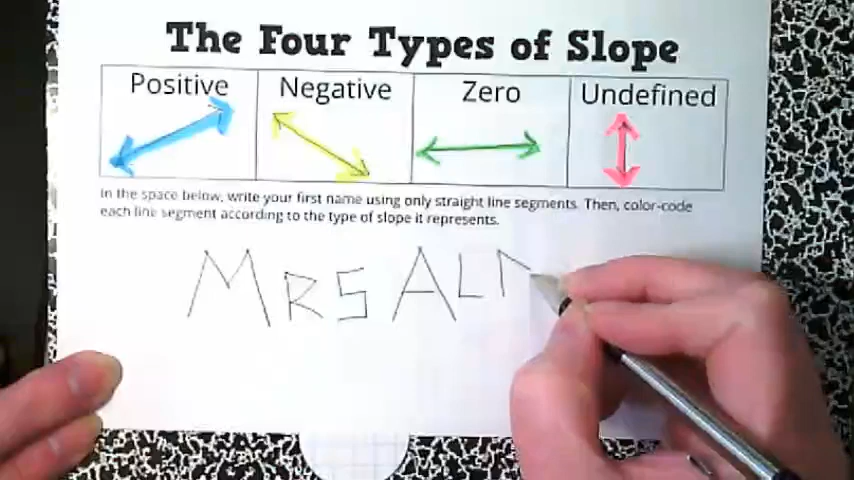 The Four Types of Slope
Positive Negative Zero Undefined
In the space below, write your first name using only straight line segments. Then, color-code
each line segment according to the type of slope it represents.
MRS AL